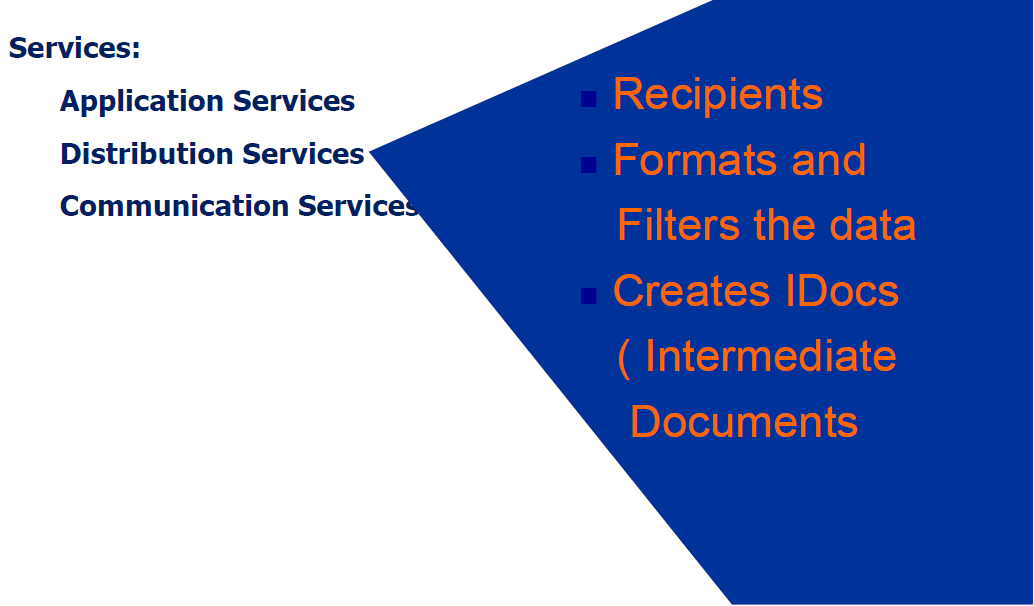 Services:
Application Services
Distribution Services
Communication Services
Recipients
Formats and
Filters the data
Creates IDocs
( Intermediate
Documents